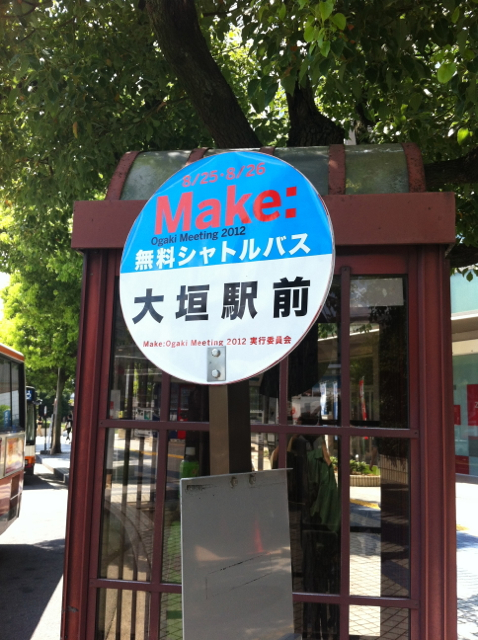 8/25・8/26
Make:
Ogaki Meeting 2012
無料シャトルバス
大垣駅前
Make:Ogaki Meeting 2012 実行委員会